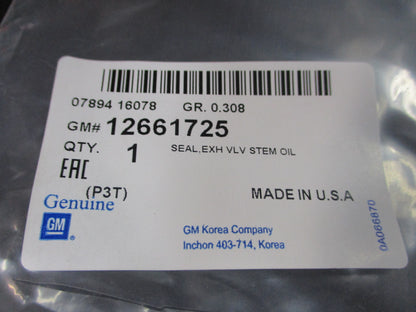 07894 16078 GR. 0.308
GM# 12661725
QTY. 1 SEAL,EXH VLV STEM OIL
EAC
(P3T) MADE IN U.S.A
Genuine
GM
GM Korea Company
Inchon 403-714, Korea
0A066870